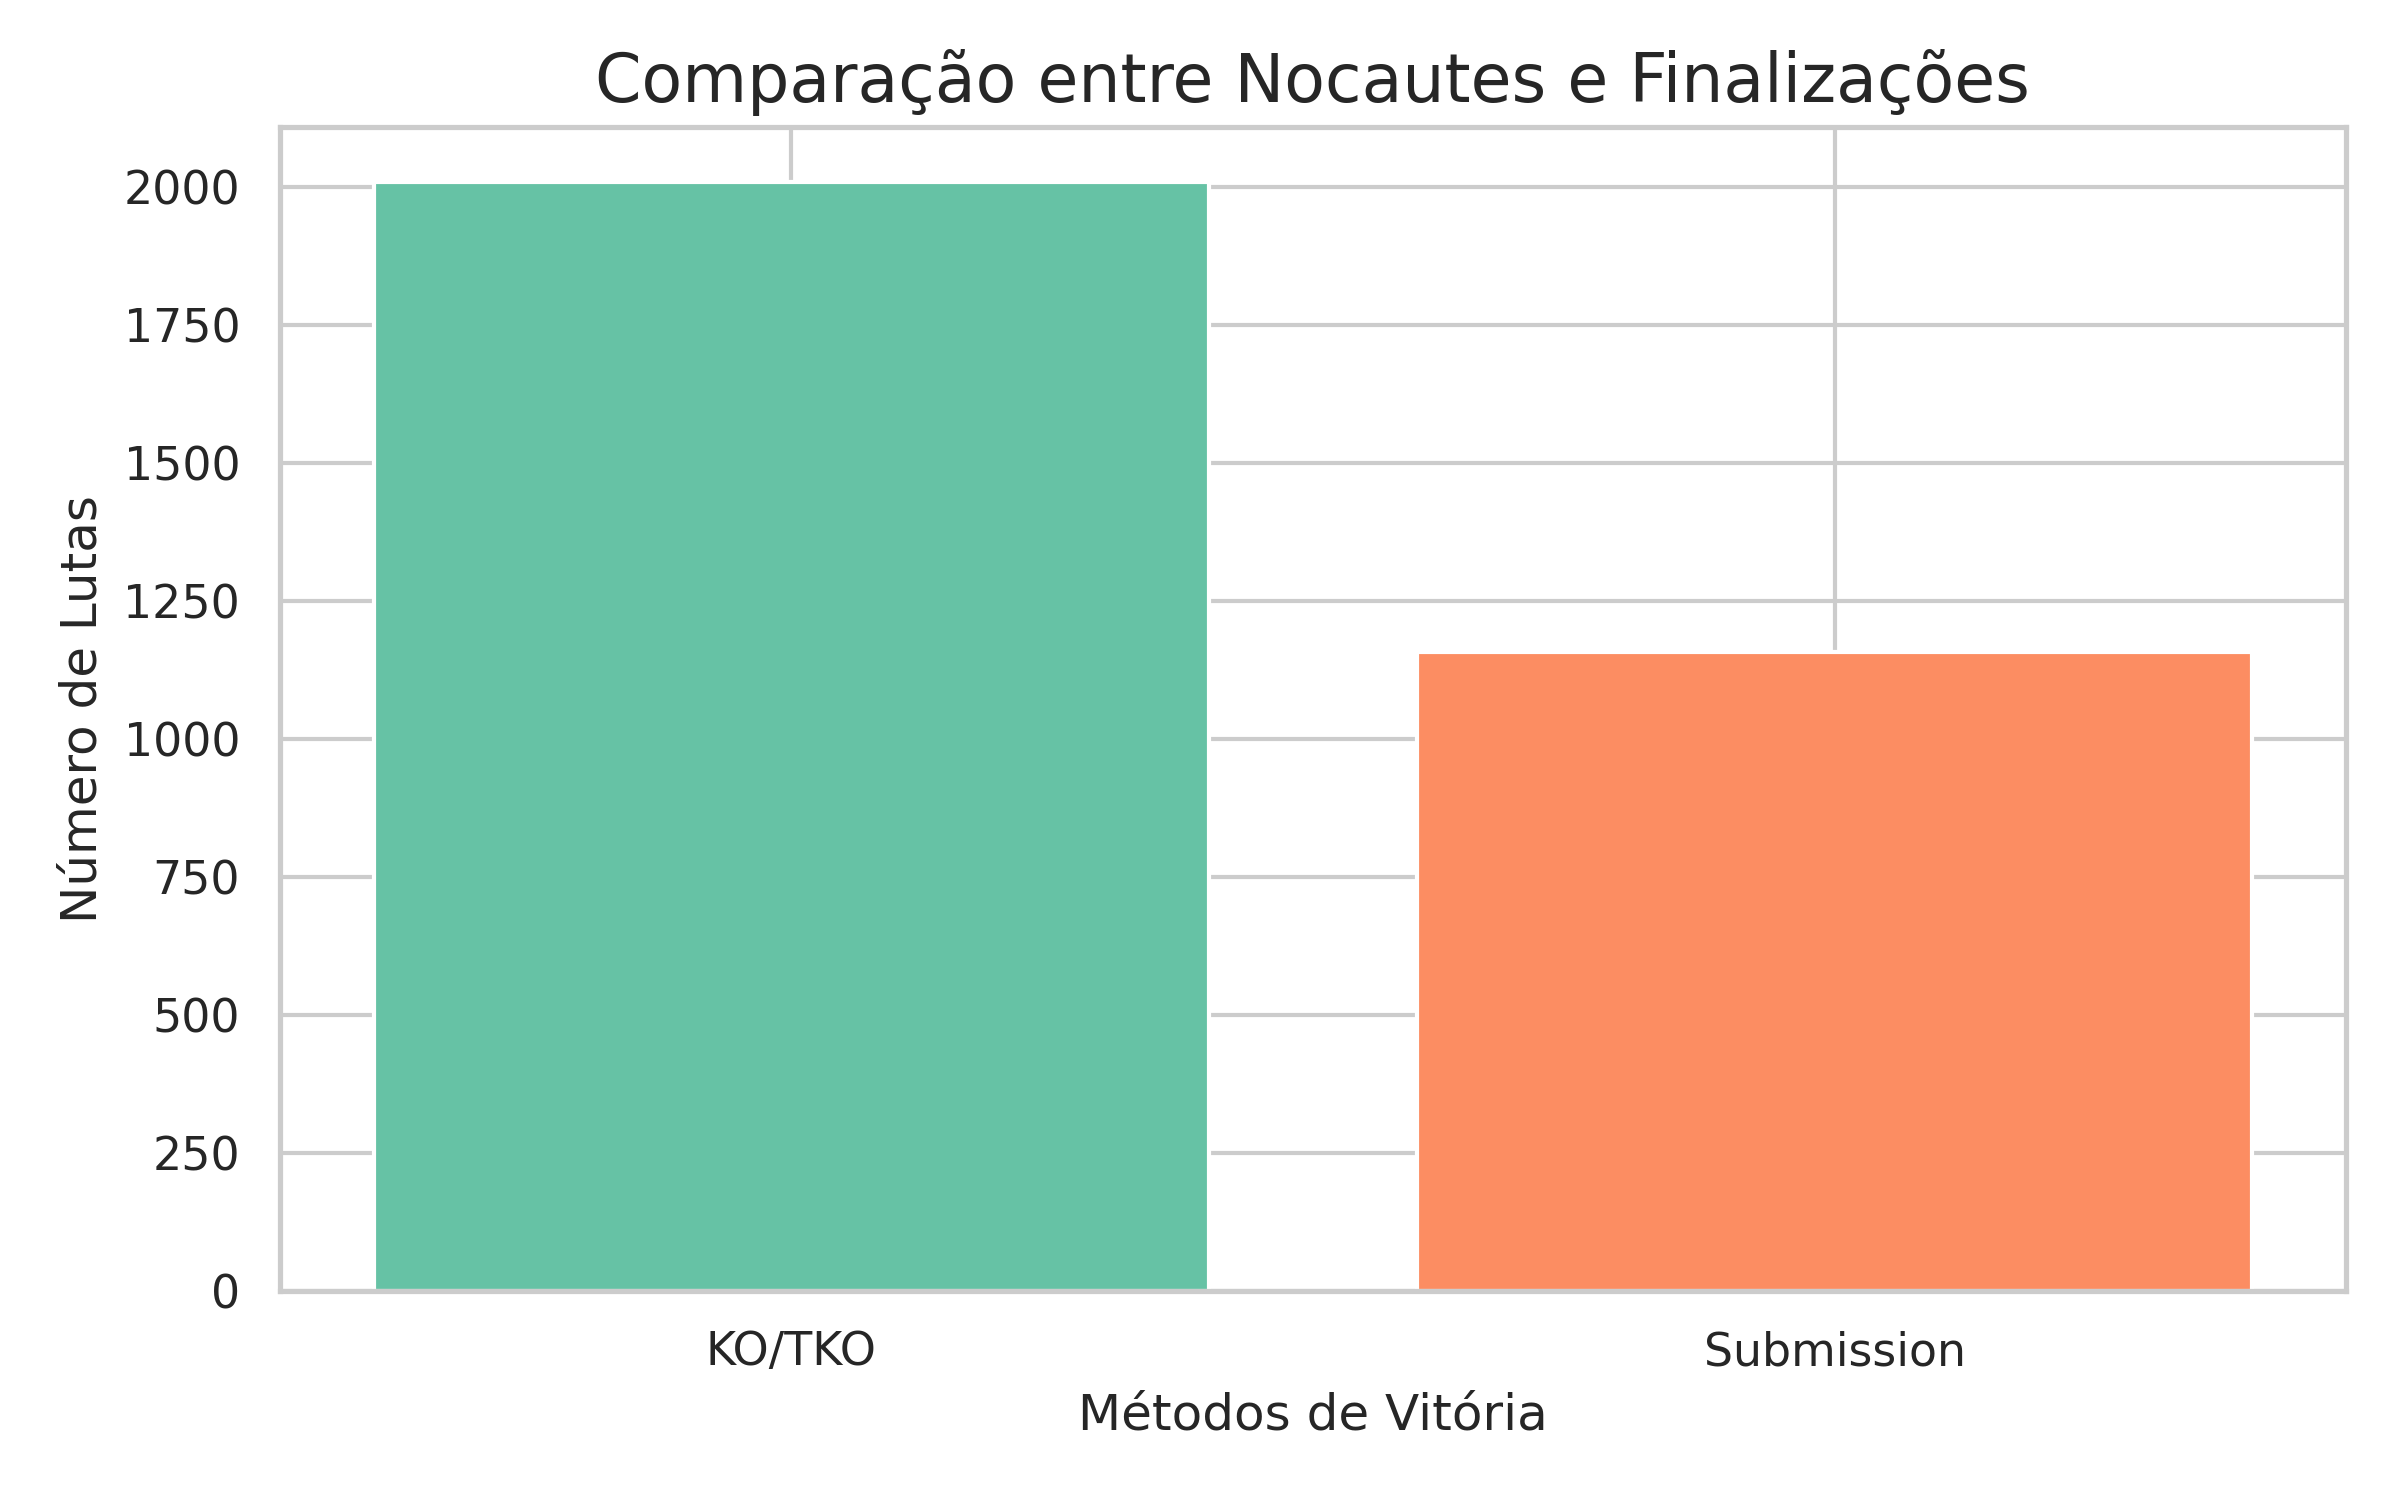 Comparação entre Nocautes e Finalizações
2000
1750
1500
1250
1000
750
500
250
0
Número de Lutas
KO/TKO
Submission
Métodos de Vitória